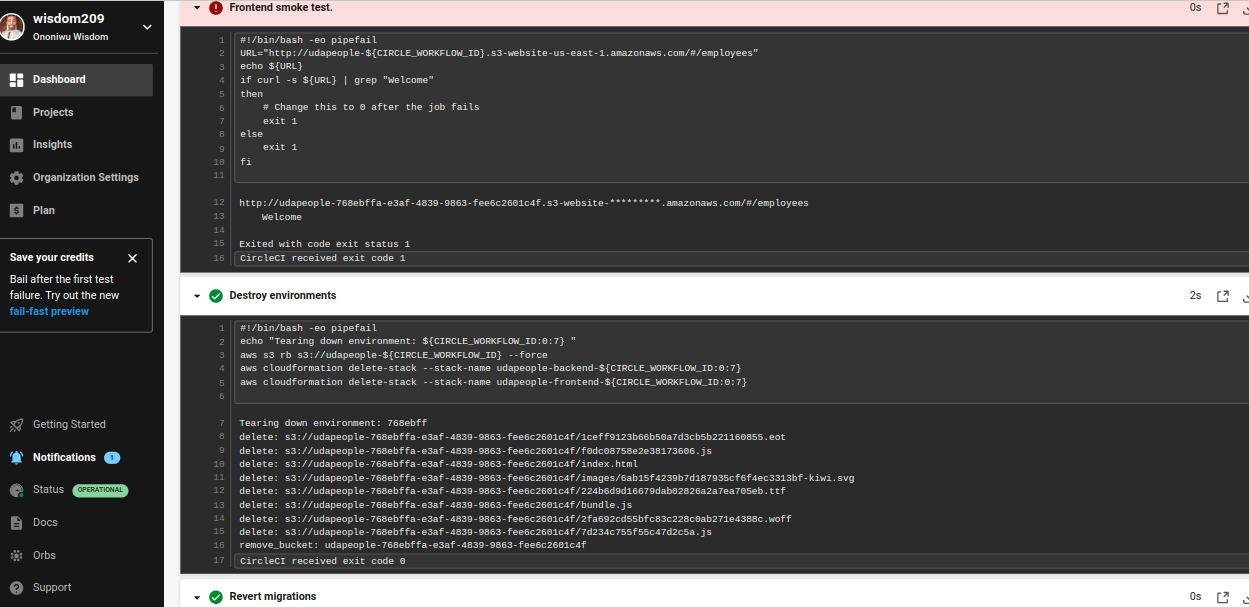 wisdom209
Ononiwu Wisdom
Dashboard
Projects
Insights
Organization Settings
Plan
Save your credits
Bail after the first test
failure. Try out the new
fail-fast preview
Getting Started
Notifications 1
Status OPERATIONAL
Docs
Orbs
Support
Frontend smoke test. 0s
1 #!/bin/bash -eo pipefail
2 URL="http://udapeople-${CIRCLE_WORKFLOW_ID}.s3-website-us-east-1.amazonaws.com/#/employees"
3 echo ${URL}
4 if curl -s ${URL} | grep "Welcome"
5 then
6 # Change this to 0 after the job fails
7 exit 1
8 else
9 exit 1
10 fi
11
12 http://udapeople-768ebffa-e3af-4839-9863-fee6c2601c4f.s3-website-*********.amazonaws.com/#/employees
13 Welcome
14
15 Exited with code exit status 1
16 CircleCI received exit code 1
Destroy environments 2s
1 #!/bin/bash -eo pipefail
2 echo "Tearing down environment: ${CIRCLE_WORKFLOW_ID:0:7} "
3 aws s3 rb s3://udapeople-${CIRCLE_WORKFLOW_ID} --force
4 aws cloudformation delete-stack --stack-name udapeople-backend-${CIRCLE_WORKFLOW_ID:0:7}
5 aws cloudformation delete-stack --stack-name udapeople-frontend-${CIRCLE_WORKFLOW_ID:0:7}
6
7 Tearing down environment: 768ebff
8 delete: s3://udapeople-768ebffa-e3af-4839-9863-fee6c2601c4f/1ceff9123b66b50a7d3cb5b221160855.eot
9 delete: s3://udapeople-768ebffa-e3af-4839-9863-fee6c2601c4f/f0dc08758e2e38173606.js
10 delete: s3://udapeople-768ebffa-e3af-4839-9863-fee6c2601c4f/index.html
11 delete: s3://udapeople-768ebffa-e3af-4839-9863-fee6c2601c4f/images/6ab15f4239b7d187935cf6f4ec3313bf-kiwi.svg
12 delete: s3://udapeople-768ebffa-e3af-4839-9863-fee6c2601c4f/224b6d9d16679dab02826a2a7ea705eb.ttf
13 delete: s3://udapeople-768ebffa-e3af-4839-9863-fee6c2601c4f/bundle.js
14 delete: s3://udapeople-768ebffa-e3af-4839-9863-fee6c2601c4f/2fa692cd55bfc83c228c0ab271e4388c.woff
15 delete: s3://udapeople-768ebffa-e3af-4839-9863-fee6c2601c4f/7d234c755f55c47d2c5a.js
16 remove_bucket: udapeople-768ebffa-e3af-4839-9863-fee6c2601c4f
17 CircleCI received exit code 0
Revert migrations 0s